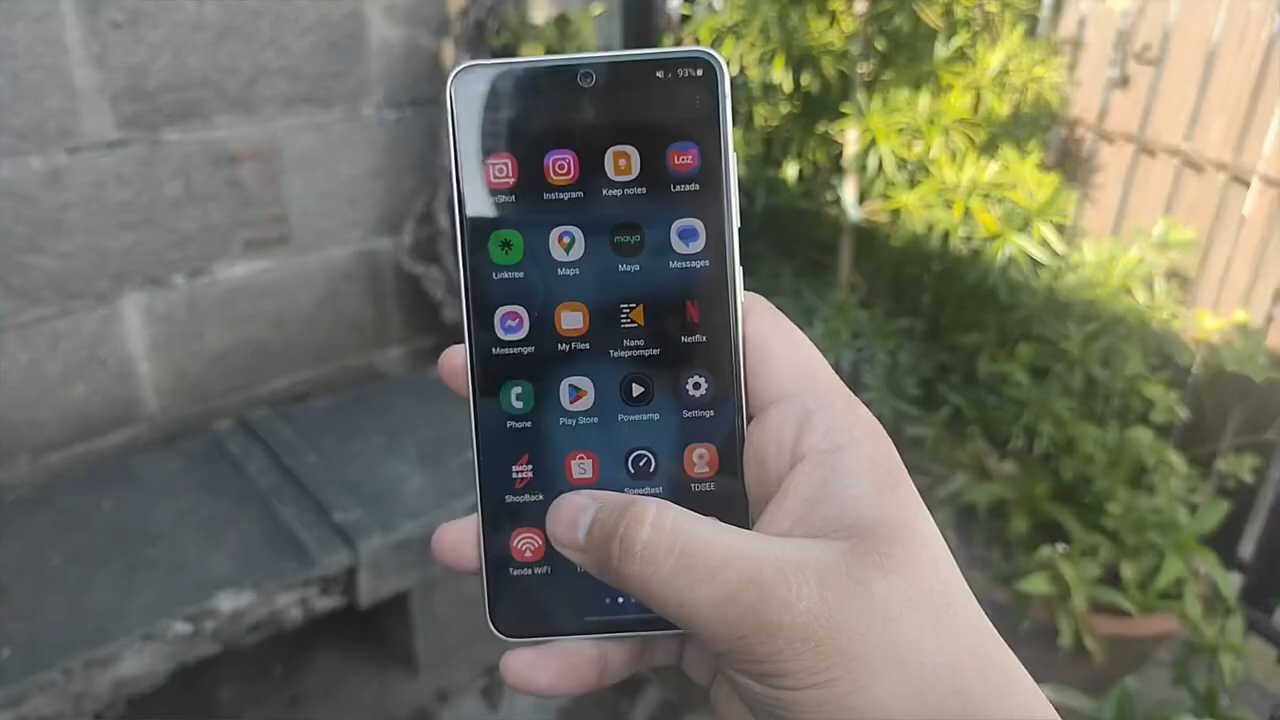 93%
nShot
Instagram
Keep notes
Laz
Lazada
Linktree
Maps
maya
Maya
Messages
Messenger
My Files
Nano
Teleprompter
Netflix
Phone
Play Store
Poweramp
Settings
SHOP
BACK
ShopBack
S
Speedtest
TDSEE
Tenda WiFi